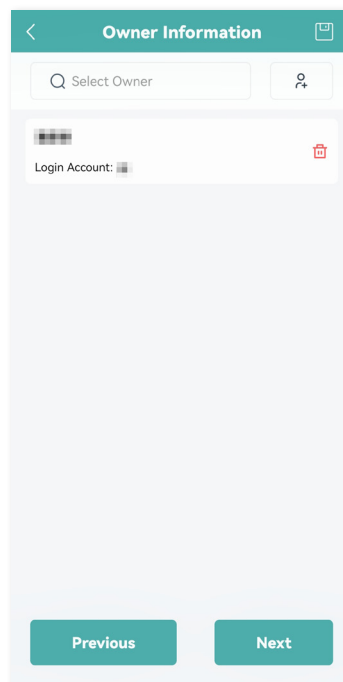 Owner Information
Select Owner
Login Account:
Previous
Next